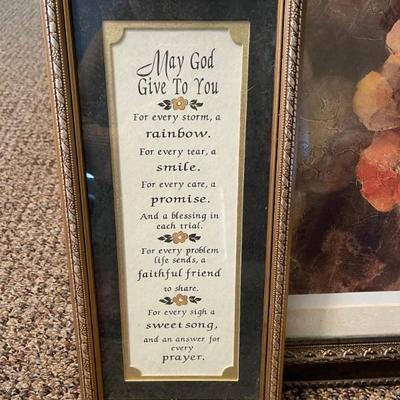 May God
Give To You
For every storm, a
rainbow.
For every tear, a
smile.
For every care, a
promise.
And a blessing in
each trial.
For every problem
life sends, a
faithful friend
to share.
For every sigh a
sweet song,
and an answer for
every
prayer.